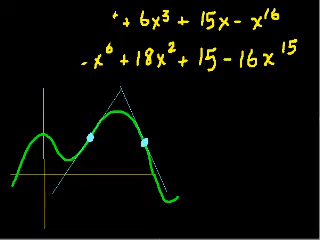 + 6x³ + 15x - x¹⁶
-x⁶ + 18x² + 15 - 16x¹⁵